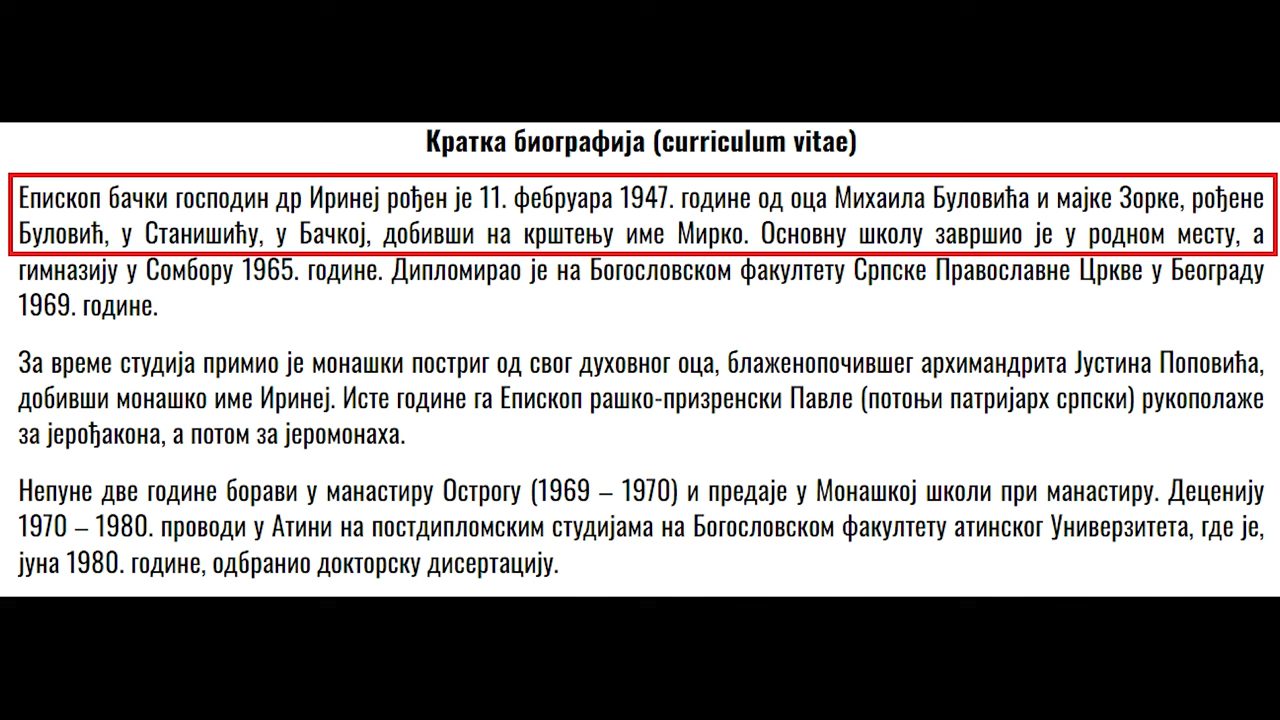 Кратка биографија (curriculum vitae)
Епископ бачки господин др Иринеј рођен је 11. фебруара 1947. године од оца Михаила Буловића и мајке Зорке, рођене
Буловић, у Станишићу, у Бачкој, добивши на крштењу име Мирко. Основну школу завршио је у родном месту, а
гимназију у Сомбору 1965. године. Дипломирао је на Богословском факултету Српске Православне Цркве у Београду
1969. године.
За време студија примио је монашки постриг од свог духовног оца, блаженопочившег архимандрита Јустина Поповића,
добивши монашко име Иринеј. Исте године га Епископ рашко-призренски Павле (потоњи патријарх српски) рукополаже
за јерођакона, а потом за јеромонаха.
Непуне две године борави у манастиру Острогу (1969 – 1970) и предаје у Монашкој школи при манастиру. Деценију
1970 – 1980. проводи у Атини на постдипломским студијама на Богословском факултету атинског Универзитета, где је,
јуна 1980. године, одбранио докторску дисертацију.